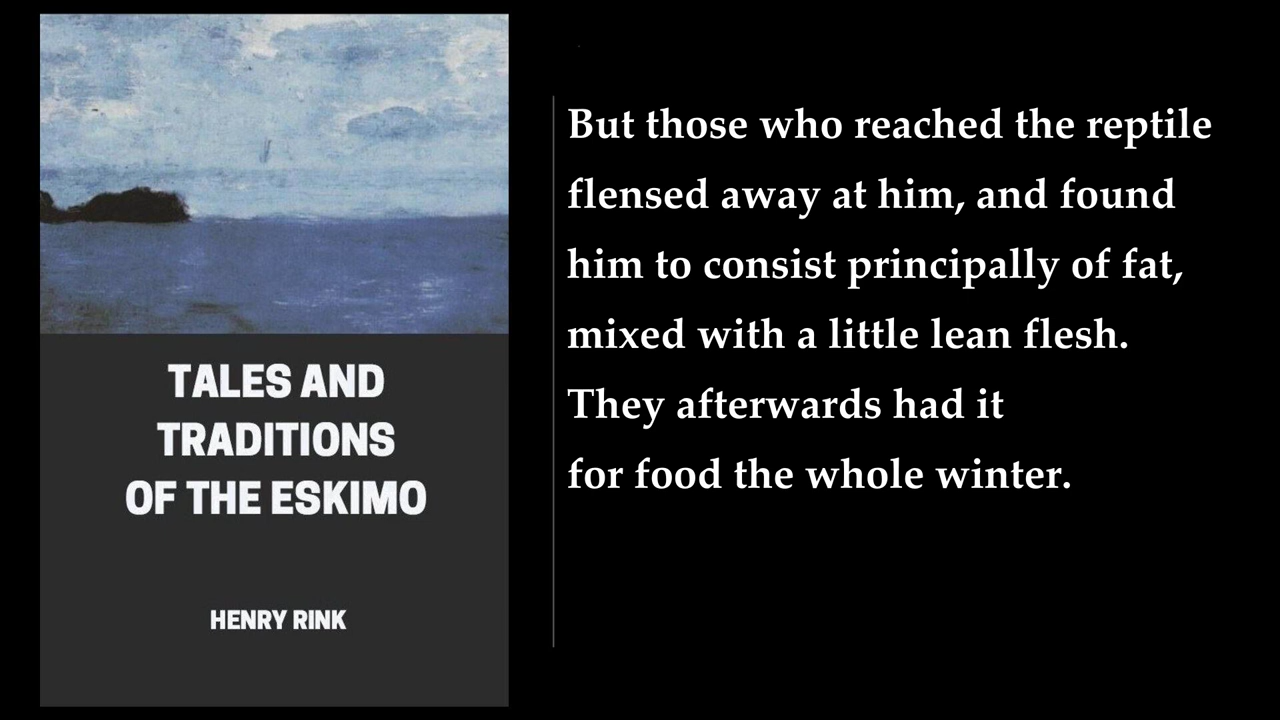 TALES AND
TRADITIONS
OF THE ESKIMO
HENRY RINK
But those who reached the reptile
flensed away at him, and found
him to consist principally of fat,
mixed with a little lean flesh.
They afterwards had it
for food the whole winter.